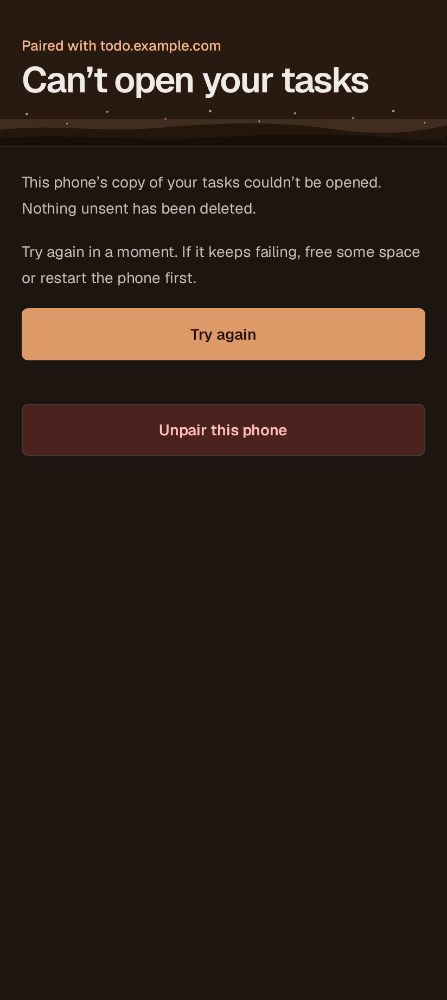 Paired with todo.example.com
Can’t open your tasks
This phone’s copy of your tasks couldn’t be opened.
Nothing unsent has been deleted.
Try again in a moment. If it keeps failing, free some space
or restart the phone first.
Try again
Unpair this phone